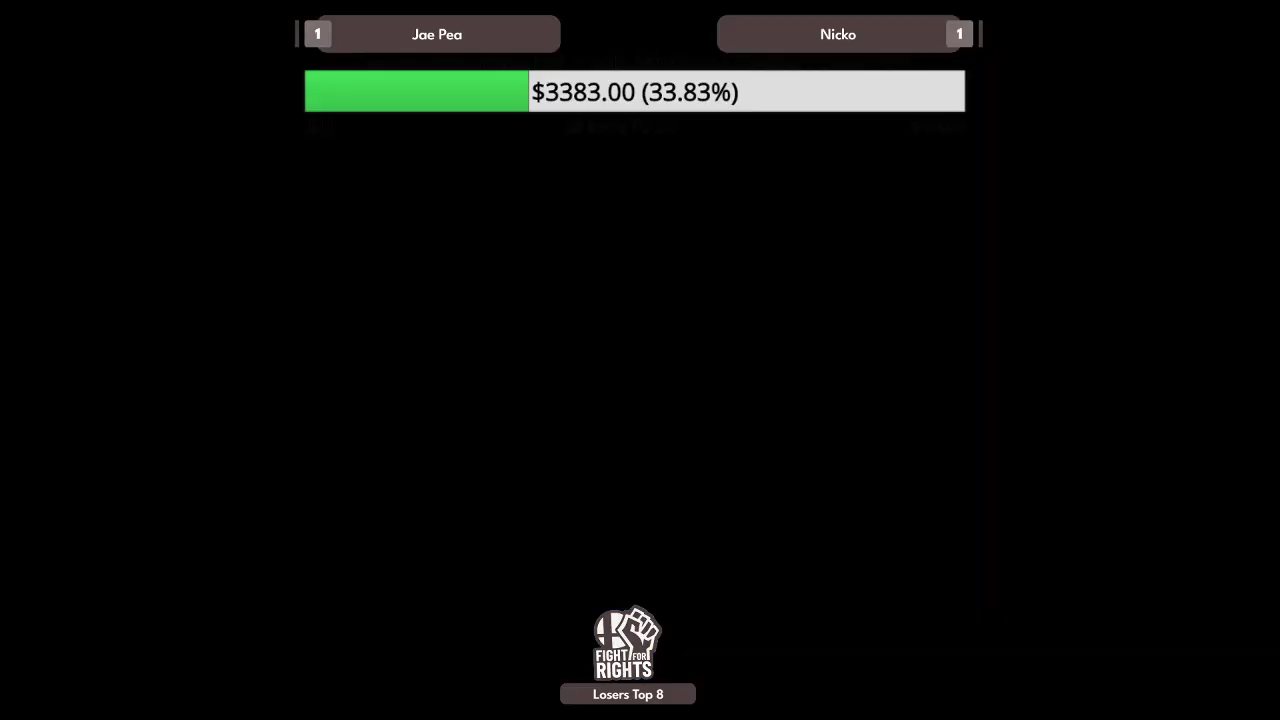 1 Jae Pea Nicko 1
$3383.00 (33.83%)
FIGHT FOR
RIGHTS
Losers Top 8